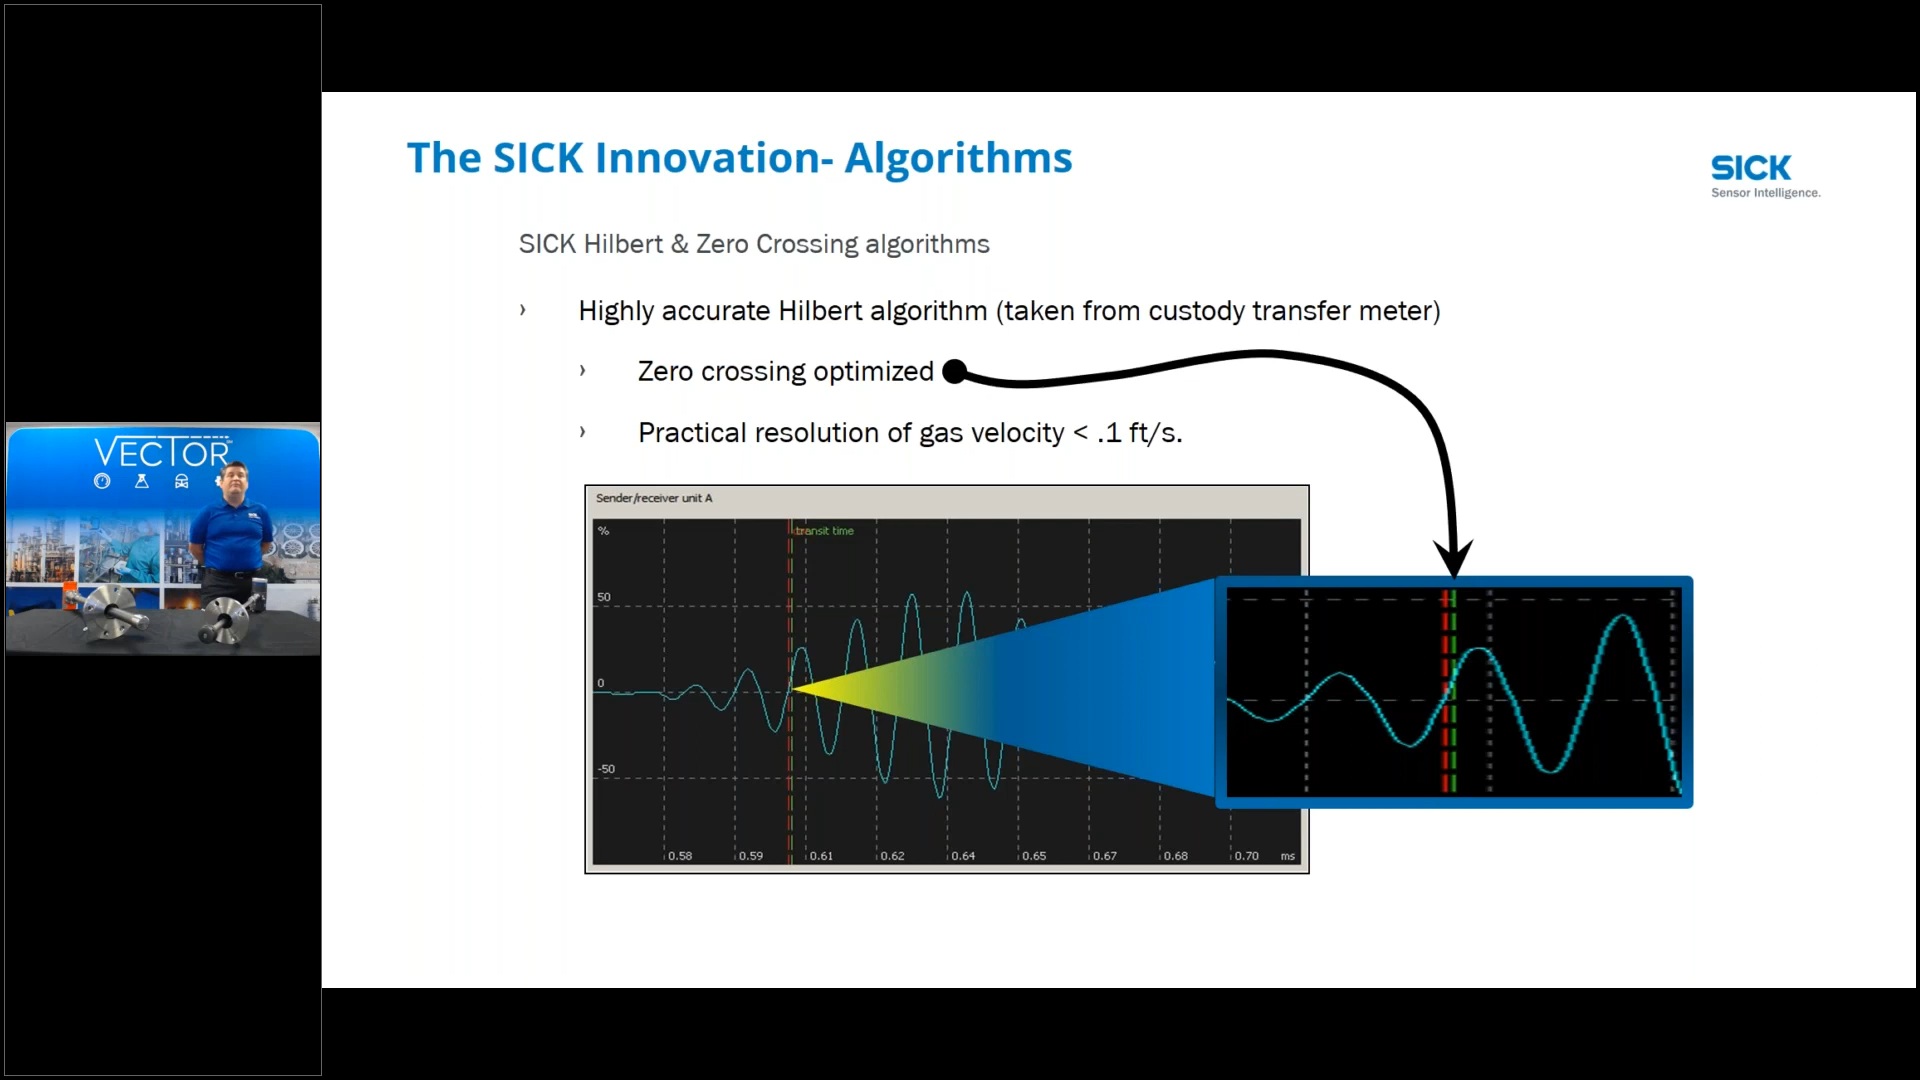 The SICK Innovation- Algorithms
SICK
Sensor Intelligence.
SICK Hilbert & Zero Crossing algorithms
› Highly accurate Hilbert algorithm (taken from custody transfer meter)
› Zero crossing optimized
› Practical resolution of gas velocity < .1 ft/s.
VECTOR
Sender/receiver unit A
%
transit time
50
0
-50
0.58 0.59 0.61 0.62 0.64 0.65 0.67 0.68 0.70 ms